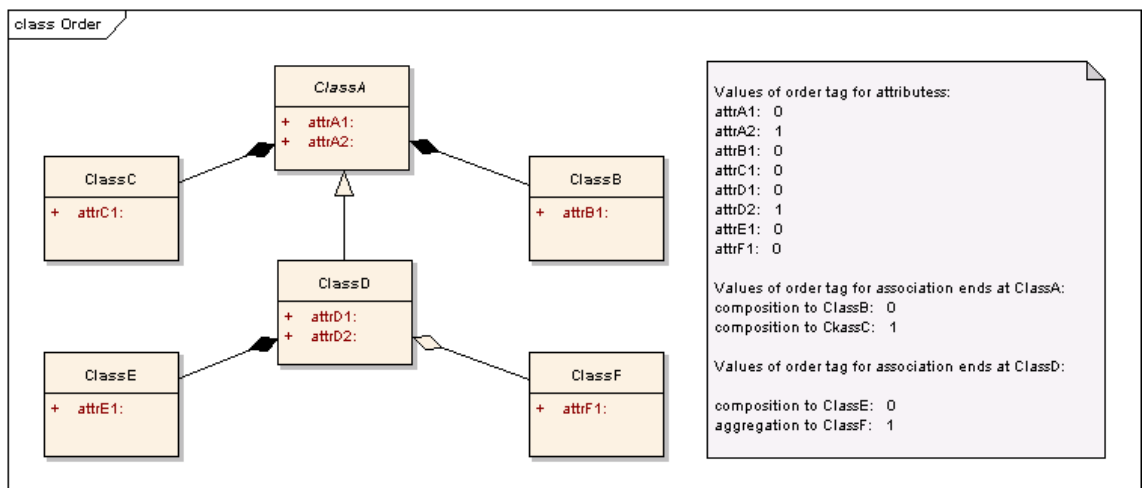 class Order
ClassA
+ attrA1:
+ attrA2:
ClassC
+ attrC1:
ClassB
+ attrB1:
ClassD
+ attrD1:
+ attrD2:
ClassE
+ attrE1:
ClassF
+ attrF1:
Values of order tag for attributess:
attrA1: 0
attrA2: 1
attrB1: 0
attrC1: 0
attrD1: 0
attrD2: 1
attrE1: 0
attrF1: 0
Values of order tag for association ends at ClassA:
composition to ClassB: 0
composition to CkassC: 1
Values of order tag for association ends at ClassD:
composition to ClassE: 0
aggregation to ClassF: 1